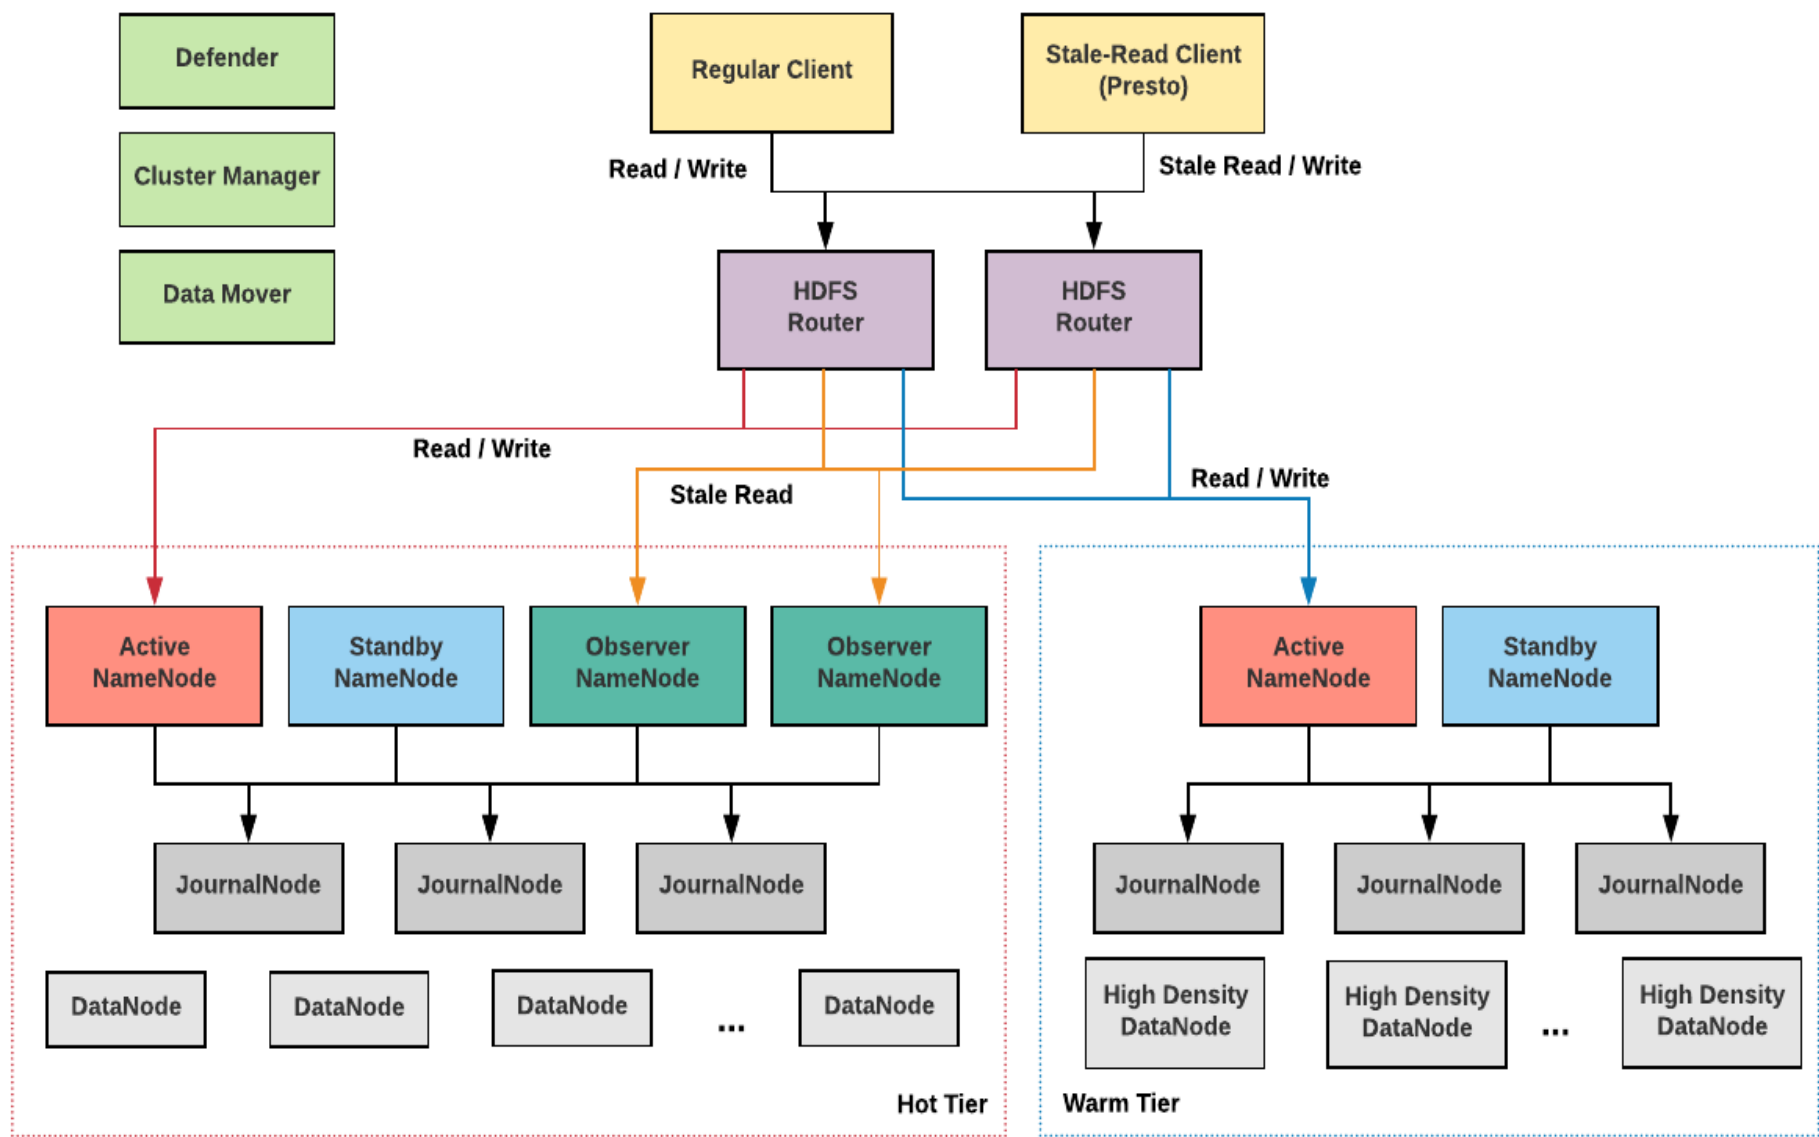 Defender
Cluster Manager
Data Mover
Regular Client
Stale-Read Client
(Presto)
Read / Write
Stale Read / Write
HDFS
Router
HDFS
Router
Read / Write
Stale Read
Read / Write
Active
NameNode
Standby
NameNode
Observer
NameNode
Observer
NameNode
JournalNode
JournalNode
JournalNode
DataNode
DataNode
DataNode
...
DataNode
Hot Tier
Active
NameNode
Standby
NameNode
JournalNode
JournalNode
JournalNode
High Density
DataNode
High Density
DataNode
...
High Density
DataNode
Warm Tier